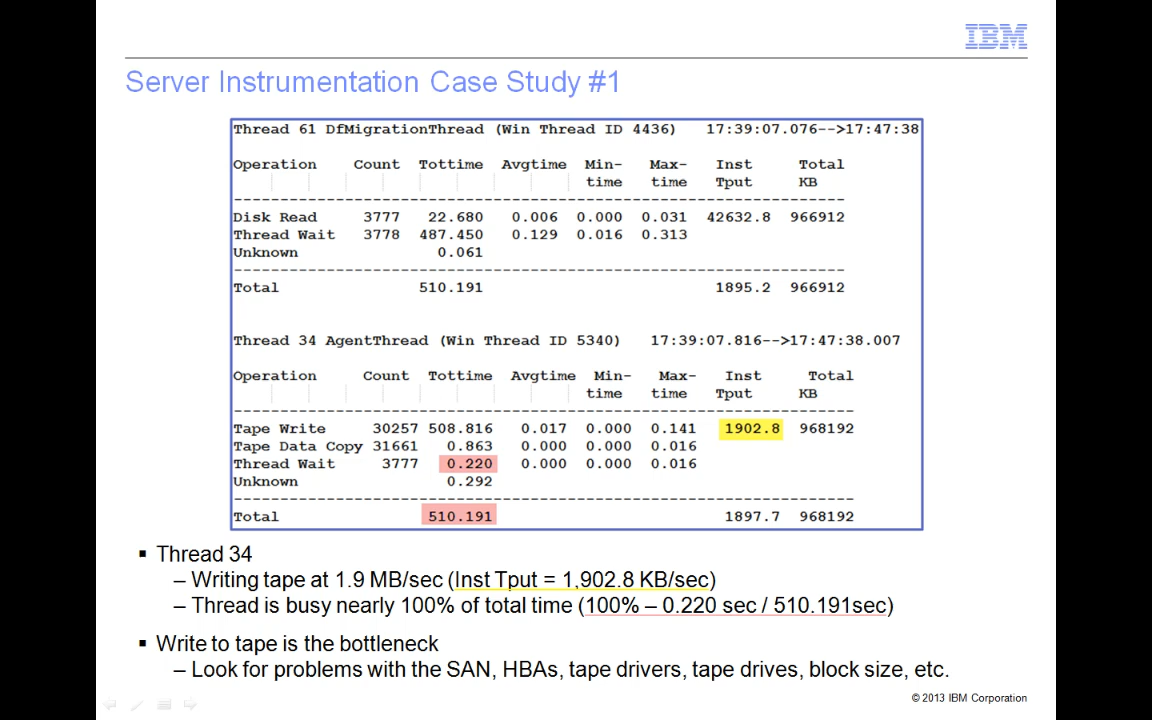 IBM
Server Instrumentation Case Study #1
Thread 61 DfMigrationThread (Win Thread ID 4436) 17:39:07.076-->17:47:38
Operation Count Tottime Avgtime Min- Max- Inst Total
time time Tput KB
----------------------------------------------------------------
Disk Read 3777 22.680 0.006 0.000 0.031 42632.8 966912
Thread Wait 3778 487.450 0.129 0.016 0.313
Unknown 0.061
----------------------------------------------------------------
Total 510.191 1895.2 966912
Thread 34 AgentThread (Win Thread ID 5340) 17:39:07.816-->17:47:38.007
Operation Count Tottime Avgtime Min- Max- Inst Total
time time Tput KB
----------------------------------------------------------------
Tape Write 30257 508.816 0.017 0.000 0.141 1902.8 968192
Tape Data Copy 31661 0.863 0.000 0.000 0.016
Thread Wait 3777 0.220 0.000 0.000 0.016
Unknown 0.292
----------------------------------------------------------------
Total 510.191 1897.7 968192
▪ Thread 34
– Writing tape at 1.9 MB/sec (Inst Tput = 1,902.8 KB/sec)
– Thread is busy nearly 100% of total time (100% – 0.220 sec / 510.191sec)
▪ Write to tape is the bottleneck
– Look for problems with the SAN, HBAs, tape drivers, tape drives, block size, etc.
© 2013 IBM Corporation